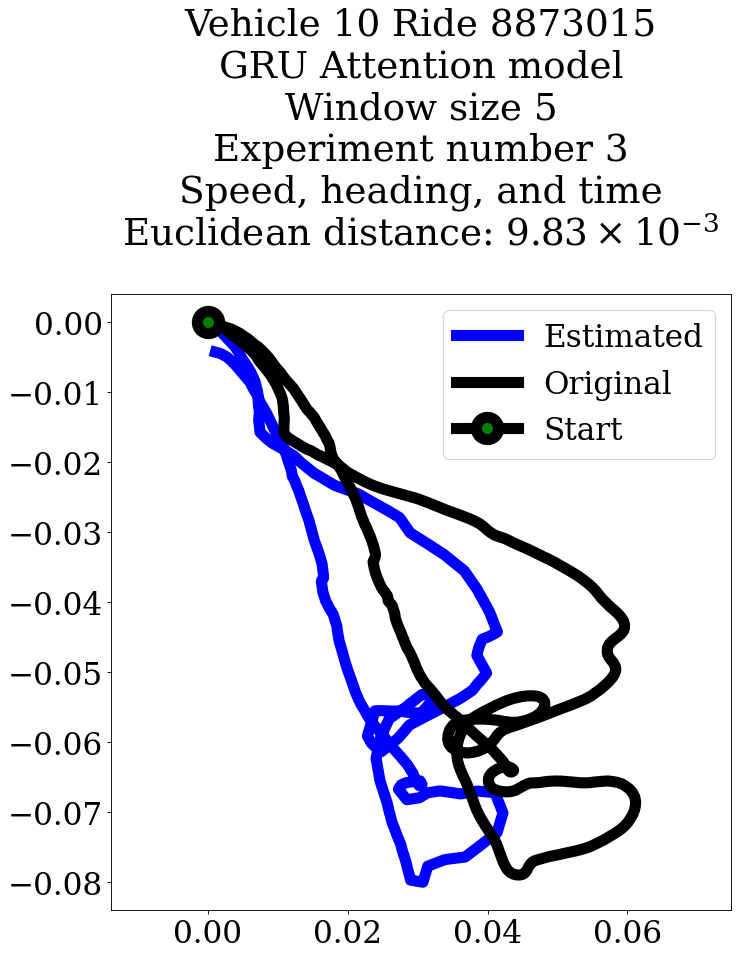 Vehicle 10 Ride 8873015
GRU Attention model
Window size 5
Experiment number 3
Speed, heading, and time
Euclidean distance: 9.83 × 10⁻³
Estimated
Original
Start
0.00
−0.01
−0.02
−0.03
−0.04
−0.05
−0.06
−0.07
−0.08
0.00 0.02 0.04 0.06